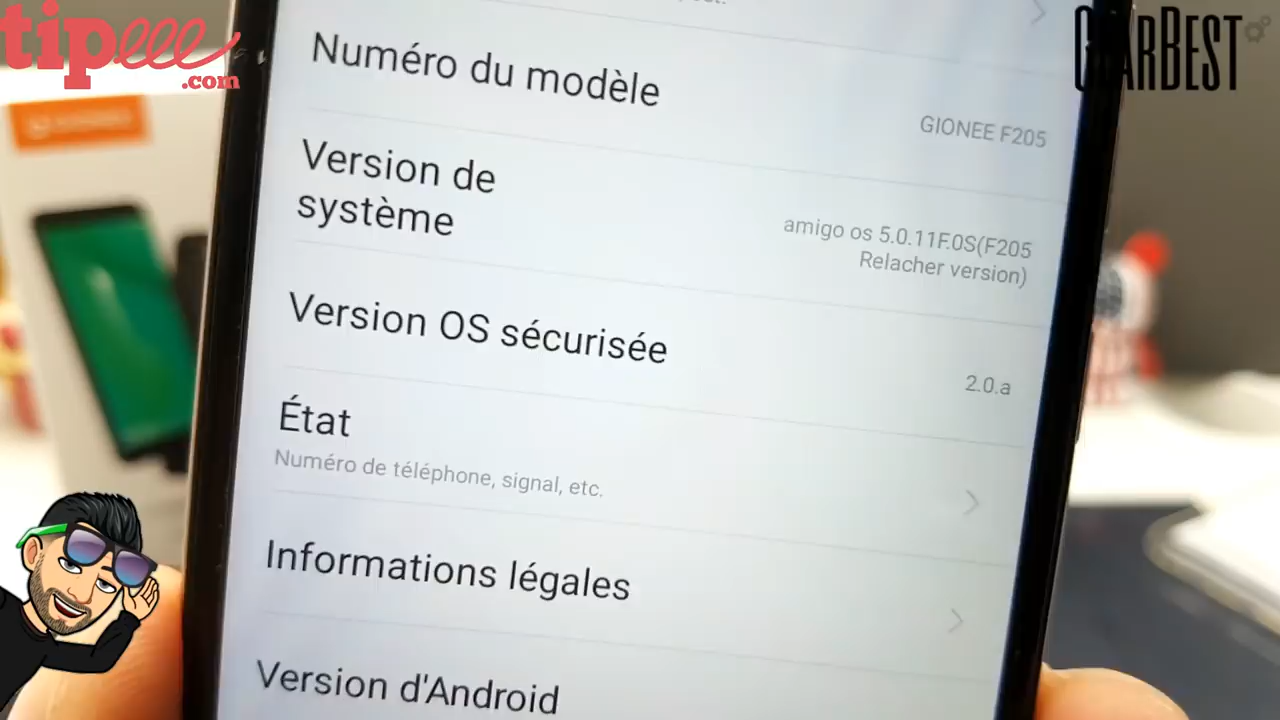 tipeee
.com
GEARBEST
Numéro du modèle
GIONEE F205
Version de
système
amigo os 5.0.11F.0S(F205
Relacher version)
Version OS sécurisée
2.0.a
État
Numéro de téléphone, signal, etc.
Informations légales
Version d'Android